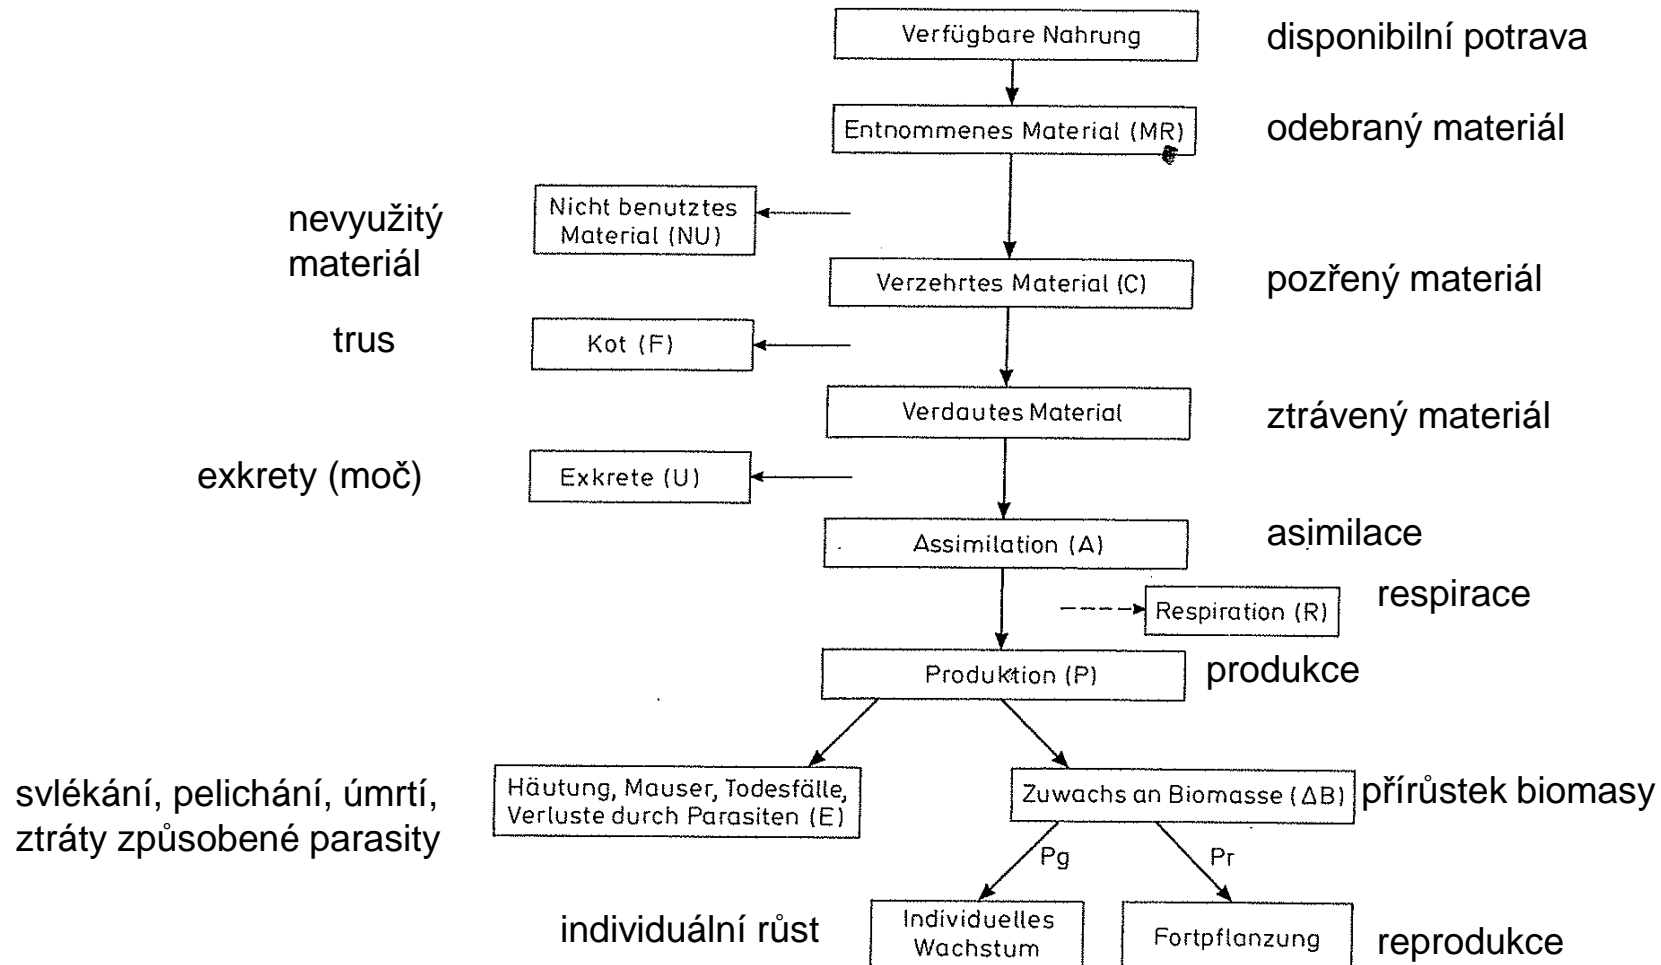 Verfügbare Nahrung
disponibilní potrava
Entnommenes Material (MR)
odebraný materiál
nevyužitý
materiál
Nicht benutztes
Material (NU)
Verzehrtes Material (C)
pozřený materiál
trus
Kot (F)
Verdautes Material
ztrávený materiál
exkrety (moč)
Exkrete (U)
Assimilation (A)
asimilace
Respiration (R)
respirace
Produktion (P)
produkce
svlékání, pelichání, úmrtí,
ztráty způsobené parasity
Häutung, Mauser, Todesfälle,
Verluste durch Parasiten (E)
Zuwachs an Biomasse (ΔB)
přírůstek biomasy
Pg
Pr
individuální růst
Individuelles
Wachstum
Fortpflanzung
reprodukce